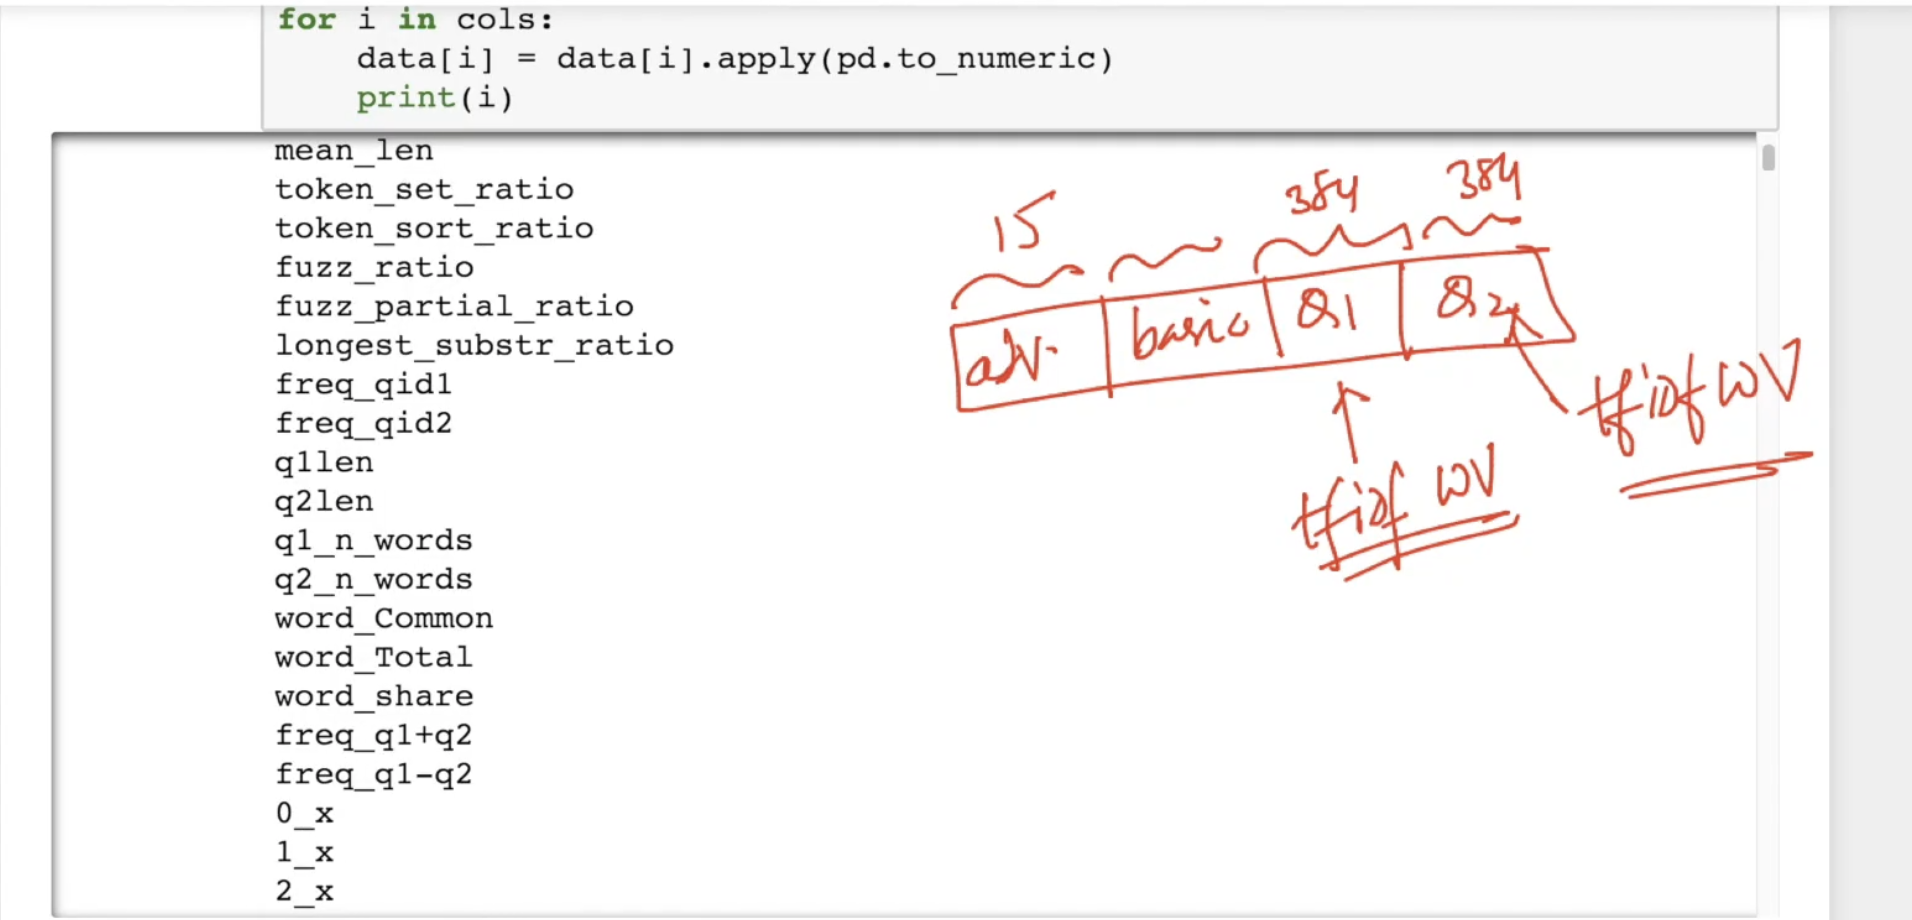 for i in cols:
    data[i] = data[i].apply(pd.to_numeric)
    print(i)
mean_len
token_set_ratio
token_sort_ratio
fuzz_ratio
fuzz_partial_ratio
longest_substr_ratio
freq_qid1
freq_qid2
q1len
q2len
q1_n_words
q2_n_words
word_Common
word_Total
word_share
freq_q1+q2
freq_q1-q2
0_x
1_x
2_x
15 384 384
adv. basic Q1 Q2
tfidf WV
tfidf WV